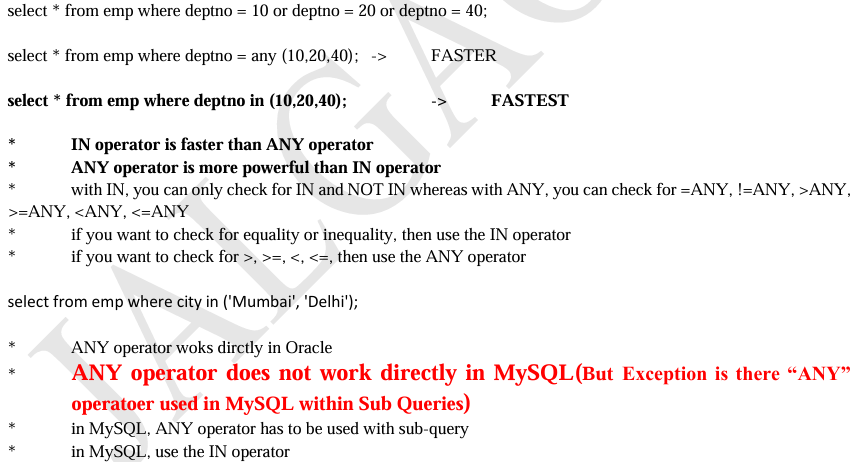 select * from emp where deptno = 10 or deptno = 20 or deptno = 40;
select * from emp where deptno = any (10,20,40); -> FASTER
select * from emp where deptno in (10,20,40); -> FASTEST
* IN operator is faster than ANY operator
* ANY operator is more powerful than IN operator
* with IN, you can only check for IN and NOT IN whereas with ANY, you can check for =ANY, !=ANY, >ANY,
>=ANY, <ANY, <=ANY
* if you want to check for equality or inequality, then use the IN operator
* if you want to check for >, >=, <, <=, then use the ANY operator
select from emp where city in ('Mumbai', 'Delhi');
* ANY operator woks dirctly in Oracle
* ANY operator does not work directly in MySQL(But Exception is there “ANY”
operatoer used in MySQL within Sub Queries)
* in MySQL, ANY operator has to be used with sub-query
* in MySQL, use the IN operator
JALGAO